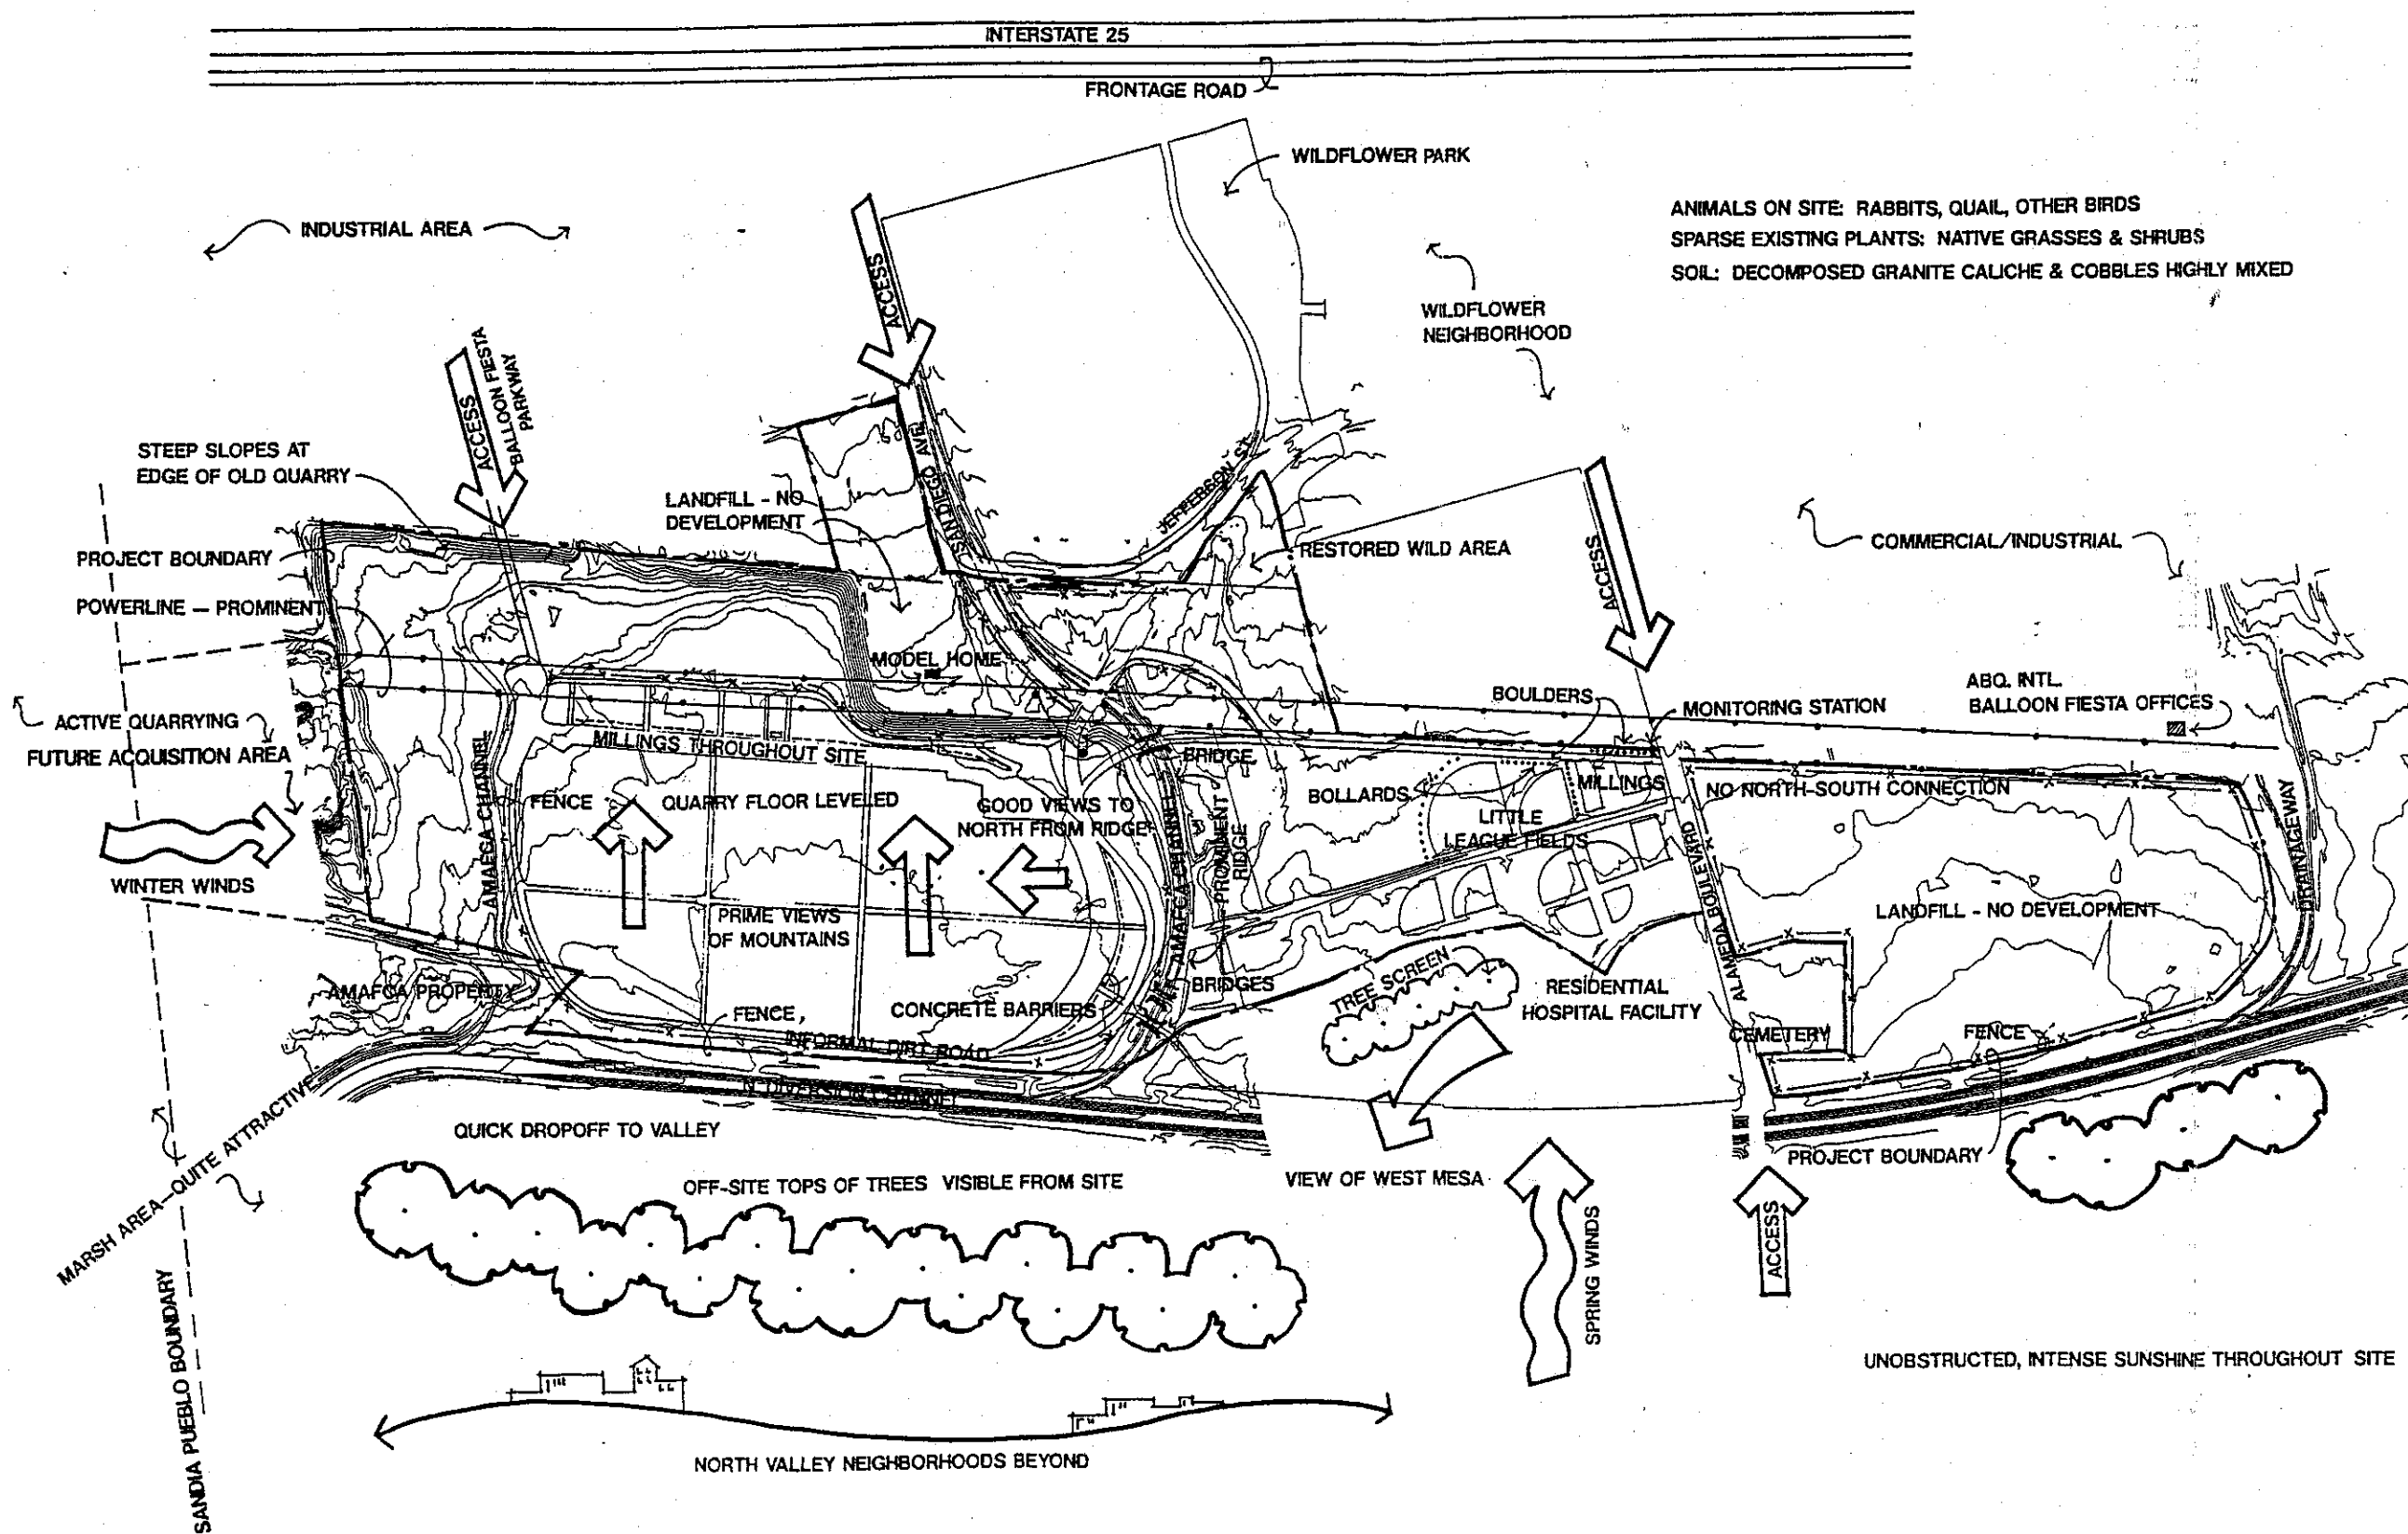 INTERSTATE 25
FRONTAGE ROAD
WILDFLOWER PARK
INDUSTRIAL AREA
ANIMALS ON SITE: RABBITS, QUAIL, OTHER BIRDS
SPARSE EXISTING PLANTS: NATIVE GRASSES & SHRUBS
SOIL: DECOMPOSED GRANITE CALICHE & COBBLES HIGHLY MIXED
ACCESS
WILDFLOWER
NEIGHBORHOOD
ACCESS
BALLOON FIESTA
PARKWAY
STEEP SLOPES AT
EDGE OF OLD QUARRY
LANDFILL - NO
DEVELOPMENT
SAN DIEGO AVE.
JEFFERSON ST.
RESTORED WILD AREA
ACCESS
COMMERCIAL/INDUSTRIAL
PROJECT BOUNDARY
POWERLINE — PROMINENT
MODEL HOME
BOULDERS
MONITORING STATION
ABQ. INTL.
BALLOON FIESTA OFFICES
ACTIVE QUARRYING
FUTURE ACQUISITION AREA
MILLINGS THROUGHOUT SITE
BRIDGE
AMAFCA CHANNEL
FENCE
QUARRY FLOOR LEVELED
GOOD VIEWS TO
NORTH FROM RIDGE
AMAFCA CHANNEL
PROMINENT
RIDGE
BOLLARDS
MILLINGS
LITTLE
LEAGUE FIELDS
NO NORTH-SOUTH CONNECTION
ALAMEDA BOULEVARD
DRAINAGEWAY
WINTER WINDS
PRIME VIEWS
OF MOUNTAINS
LANDFILL - NO DEVELOPMENT
AMAFCA PROPERTY
FENCE,
CONCRETE BARRIERS
BRIDGES
TREE SCREEN
RESIDENTIAL
HOSPITAL FACILITY
CEMETERY
FENCE
INFORMAL DIRT ROAD
N. DIVERSION CHANNEL
QUICK DROPOFF TO VALLEY
MARSH AREA—QUITE ATTRACTIVE
OFF-SITE TOPS OF TREES VISIBLE FROM SITE
VIEW OF WEST MESA
PROJECT BOUNDARY
SPRING WINDS
ACCESS
SANDIA PUEBLO BOUNDARY
UNOBSTRUCTED, INTENSE SUNSHINE THROUGHOUT SITE
NORTH VALLEY NEIGHBORHOODS BEYOND